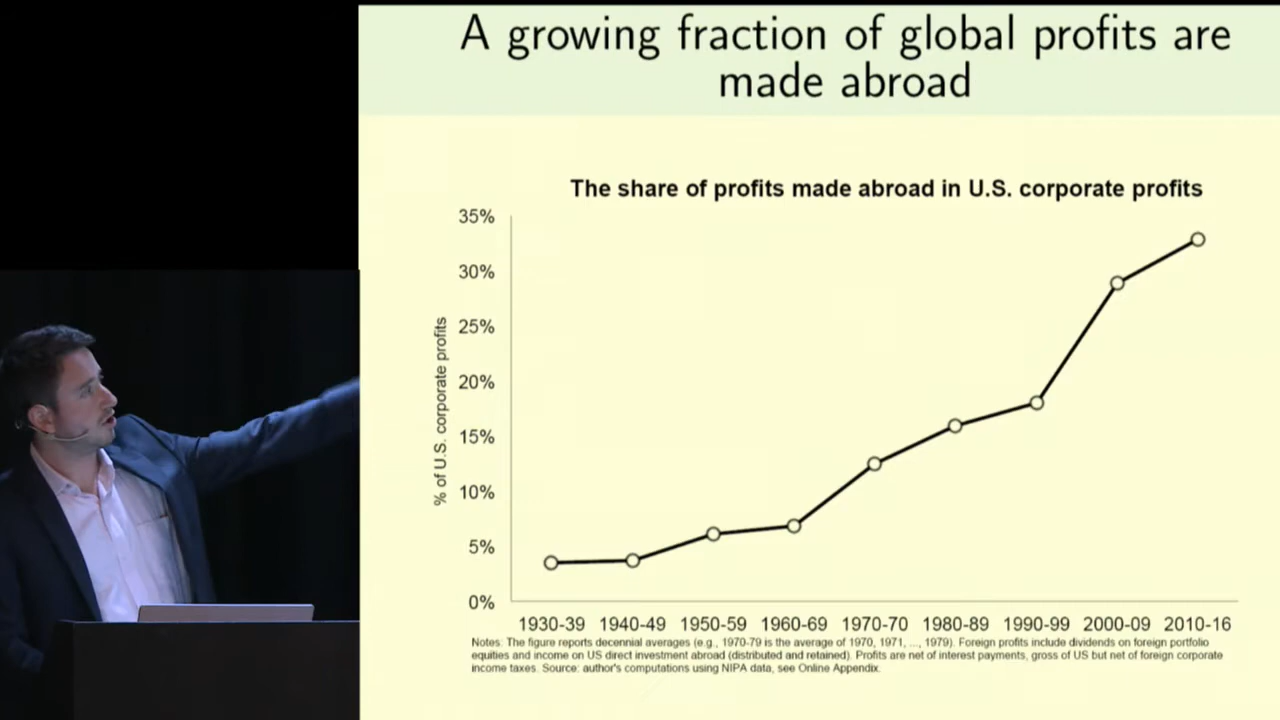 A growing fraction of global profits are
made abroad
The share of profits made abroad in U.S. corporate profits
% of U.S. corporate profits
35%
30%
25%
20%
15%
10%
5%
0%
1930-39 1940-49 1950-59 1960-69 1970-70 1980-89 1990-99 2000-09 2010-16
Notes: The figure reports decennial averages (e.g., 1970-79 is the average of 1970, 1971, ..., 1979). Foreign profits include dividends on foreign portfolio
equities and income on US direct investment abroad (distributed and retained). Profits are net of interest payments, gross of US but net of foreign corporate
income taxes. Source: author's computations using NIPA data, see Online Appendix.